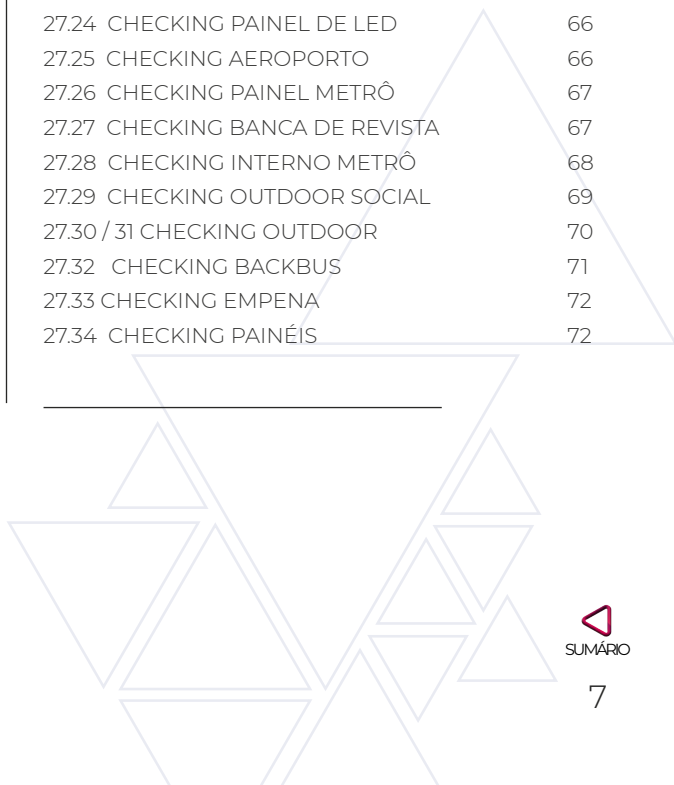 27.24 CHECKING PAINEL DE LED 66
27.25 CHECKING AEROPORTO 66
27.26 CHECKING PAINEL METRÔ 67
27.27 CHECKING BANCA DE REVISTA 67
27.28 CHECKING INTERNO METRÔ 68
27.29 CHECKING OUTDOOR SOCIAL 69
27.30 / 31 CHECKING OUTDOOR 70
27.32 CHECKING BACKBUS 71
27.33 CHECKING EMPENA 72
27.34 CHECKING PAINÉIS 72
SUMÁRIO
7